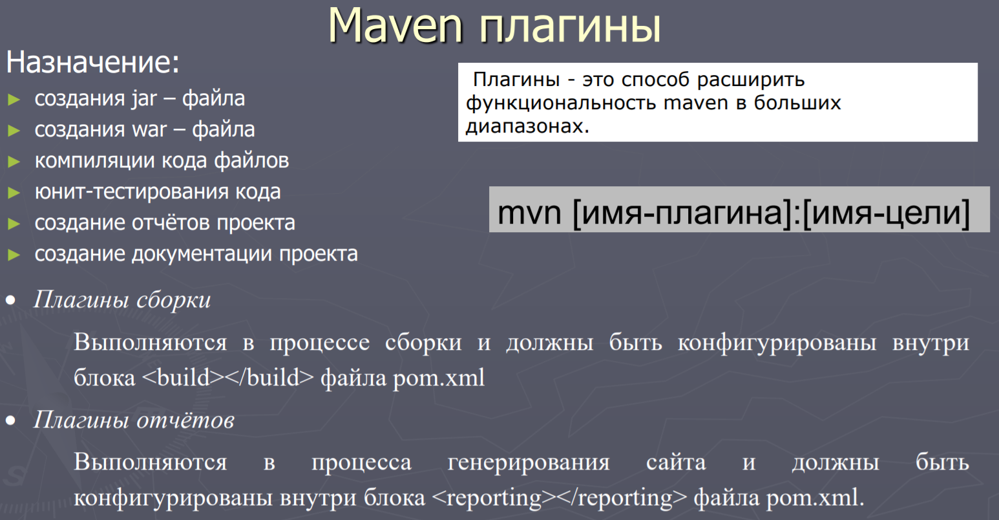 Maven плагины
Назначение:
► создания jar – файла
► создания war – файла
► компиляции кода файлов
► юнит-тестирования кода
► создание отчётов проекта
► создание документации проекта
Плагины - это способ расширить
функциональность maven в больших
диапазонах.
mvn [имя-плагина]:[имя-цели]
• Плагины сборки
Выполняются в процессе сборки и должны быть конфигурированы внутри
блока <build></build> файла pom.xml
• Плагины отчётов
Выполняются в процесса генерирования сайта и должны быть
конфигурированы внутри блока <reporting></reporting> файла pom.xml.